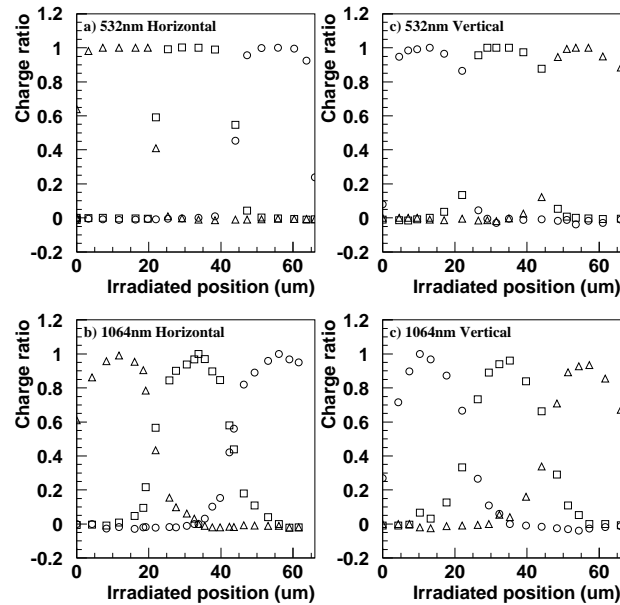 a) 532nm Horizontal
Charge ratio
1.2
1
0.8
0.6
0.4
0.2
0
-0.2
0 20 40 60
Irradiated position (um)
c) 532nm Vertical
Charge ratio
1.2
1
0.8
0.6
0.4
0.2
0
-0.2
0 20 40 60
Irradiated position (um)
b) 1064nm Horizontal
Charge ratio
1.2
1
0.8
0.6
0.4
0.2
0
-0.2
0 20 40 60
Irradiated position (um)
c) 1064nm Vertical
Charge ratio
1.2
1
0.8
0.6
0.4
0.2
0
-0.2
0 20 40 60
Irradiated position (um)